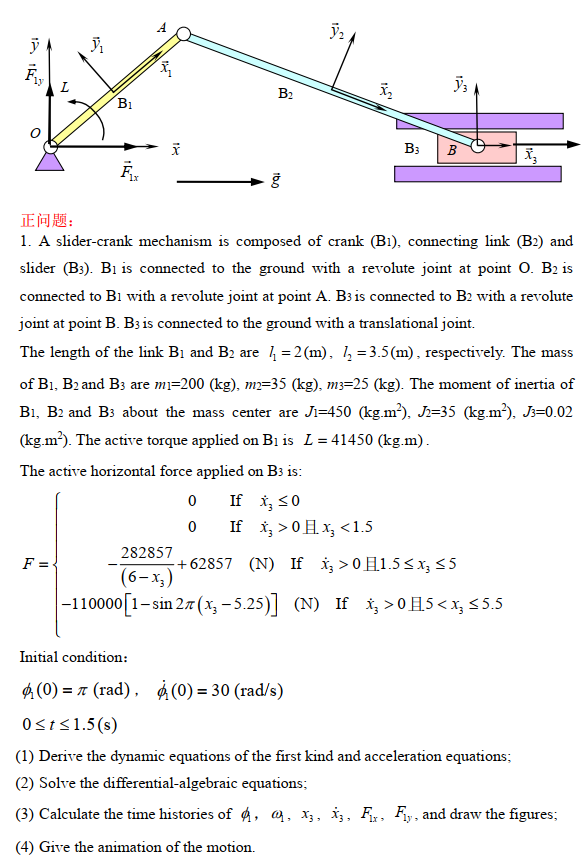 A
y⃗
y⃗₁
y⃗₂
F⃗₁y
L
x⃗₁
B₁
B₂
x⃗₂
y⃗₃
O
x⃗
B₃
B
x⃗₃
F⃗₁x
g⃗
正问题：
1. A slider-crank mechanism is composed of crank (B₁), connecting link (B₂) and
slider (B₃). B₁ is connected to the ground with a revolute joint at point O. B₂ is
connected to B₁ with a revolute joint at point A. B₃ is connected to B₂ with a revolute
joint at point B. B₃ is connected to the ground with a translational joint.
The length of the link B₁ and B₂ are l₁ = 2(m), l₂ = 3.5(m), respectively. The mass
of B₁, B₂ and B₃ are m₁=200 (kg), m₂=35 (kg), m₃=25 (kg). The moment of inertia of
B₁, B₂ and B₃ about the mass center are J₁=450 (kg.m²), J₂=35 (kg.m²), J₃=0.02
(kg.m²). The active torque applied on B₁ is L = 41450 (kg.m).
The active horizontal force applied on B₃ is:
F = { 0 If ẋ₃ ≤ 0
0 If ẋ₃ > 0 且 x₃ < 1.5
−282857/(6−x₃) + 62857 (N) If ẋ₃ > 0 且 1.5 ≤ x₃ ≤ 5
−110000[1−sin 2π(x₃ −5.25)] (N) If ẋ₃ > 0 且 5 < x₃ ≤ 5.5
Initial condition：
ϕ₁(0) = π (rad)， ϕ̇₁(0) = 30 (rad/s)
0 ≤ t ≤ 1.5(s)
(1) Derive the dynamic equations of the first kind and acceleration equations;
(2) Solve the differential-algebraic equations;
(3) Calculate the time histories of ϕ₁， ω₁, x₃, ẋ₃, F₁x, F₁y, and draw the figures;
(4) Give the animation of the motion.